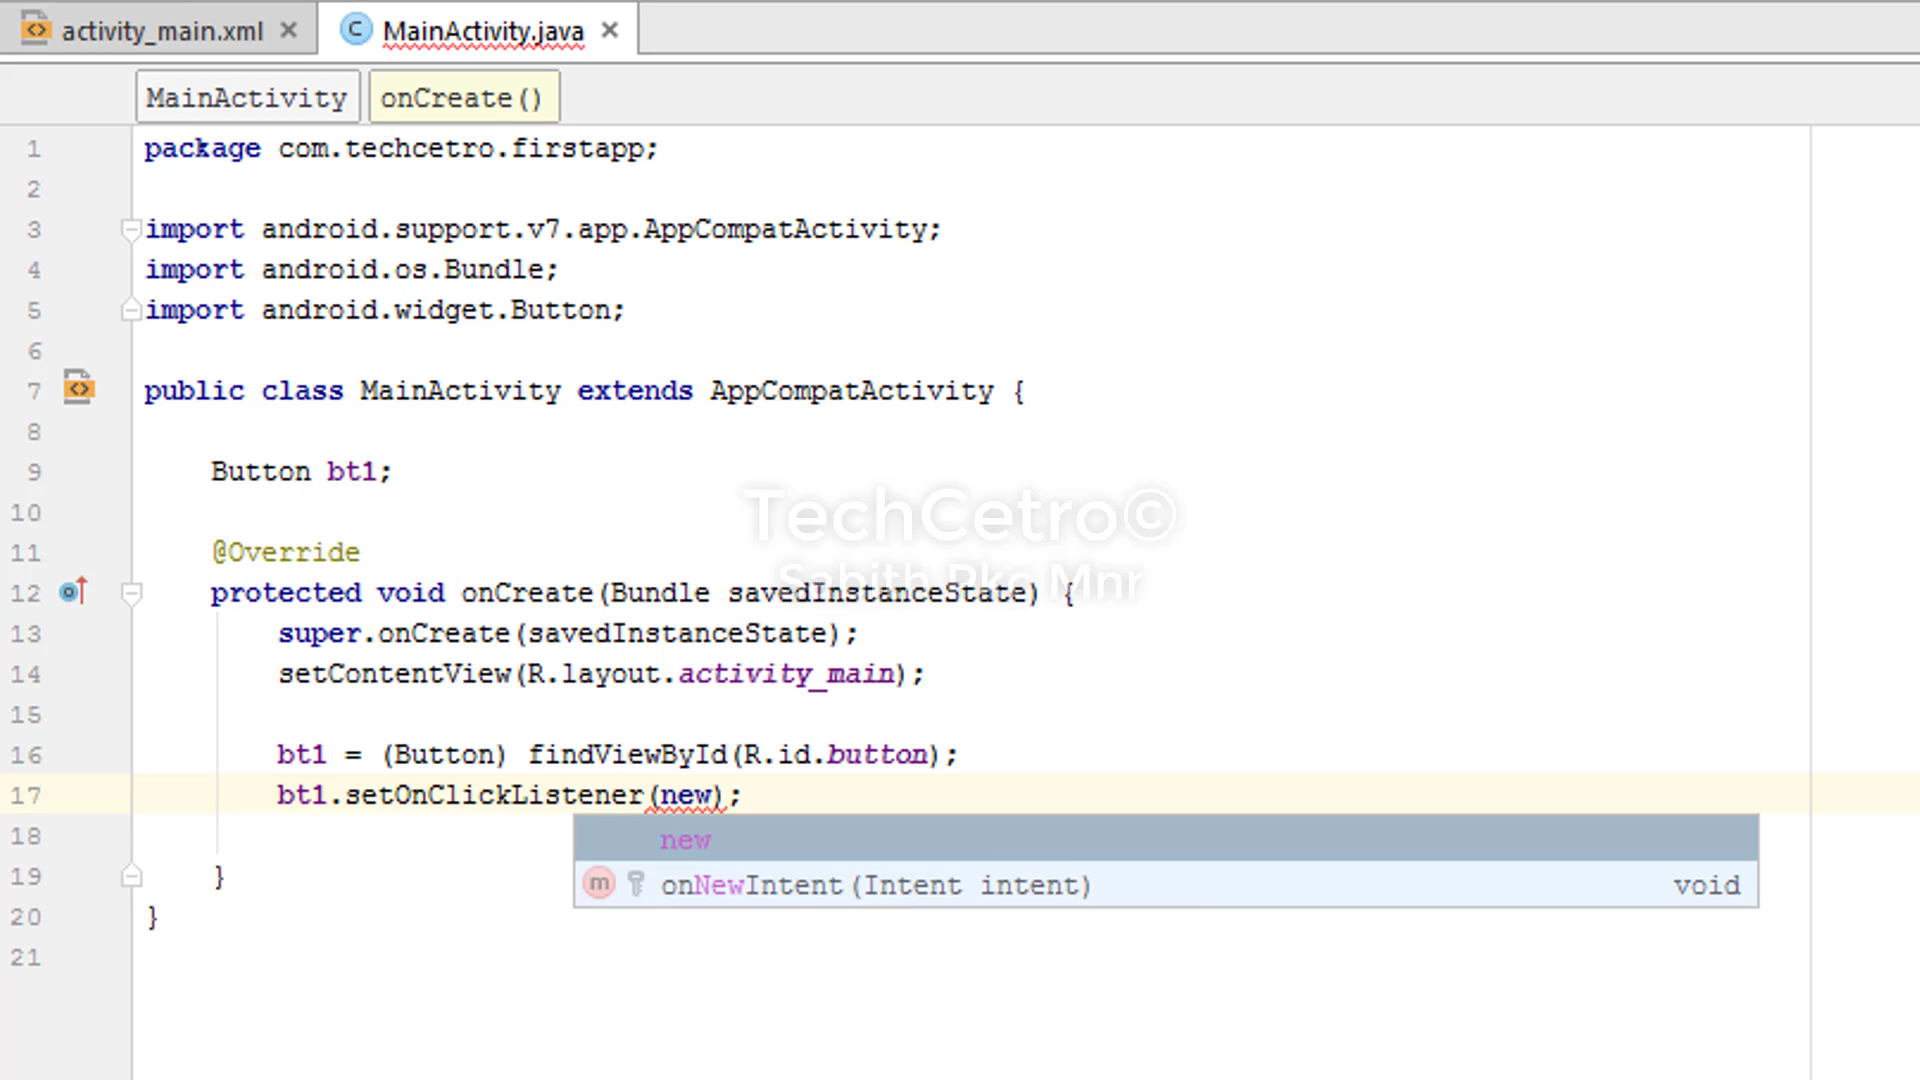 activity_main.xml
MainActivity.java
MainActivity
onCreate()
1 package com.techcetro.firstapp;
2
3 import android.support.v7.app.AppCompatActivity;
4 import android.os.Bundle;
5 import android.widget.Button;
6
7 public class MainActivity extends AppCompatActivity {
8
9 Button bt1;
10
TechCetro©
11 @Override
Sabith Pkc Mnr
12 protected void onCreate(Bundle savedInstanceState) {
13 super.onCreate(savedInstanceState);
14 setContentView(R.layout.activity_main);
15
16 bt1 = (Button) findViewById(R.id.button);
17 bt1.setOnClickListener(new);
18
new
19 }
onNewIntent(Intent intent) void
20 }
21